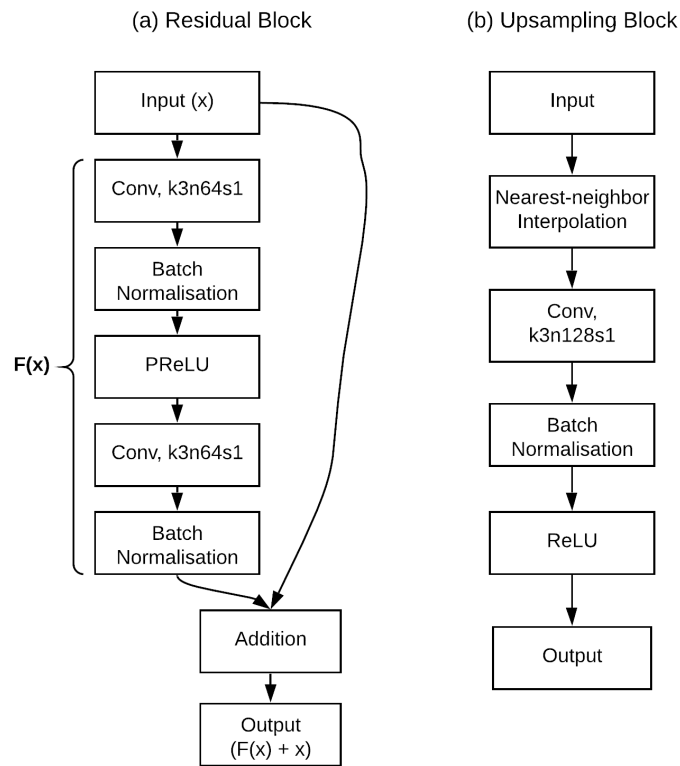 (a) Residual Block
Input (x)
Conv, k3n64s1
Batch
Normalisation
PReLU
F(x)
Conv, k3n64s1
Batch
Normalisation
Addition
Output
(F(x) + x)
(b) Upsampling Block
Input
Nearest-neighbor
Interpolation
Conv,
k3n128s1
Batch
Normalisation
ReLU
Output